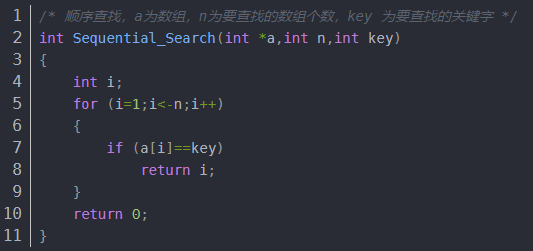 1 /* 顺序查找，a为数组，n为要查找的数组个数，key 为要查找的关键字 */
2 int Sequential_Search(int *a,int n,int key)
3 {
4     int i;
5     for (i=1;i<-n;i++)
6     {
7         if (a[i]==key)
8             return i;
9     }
10     return 0;
11 }